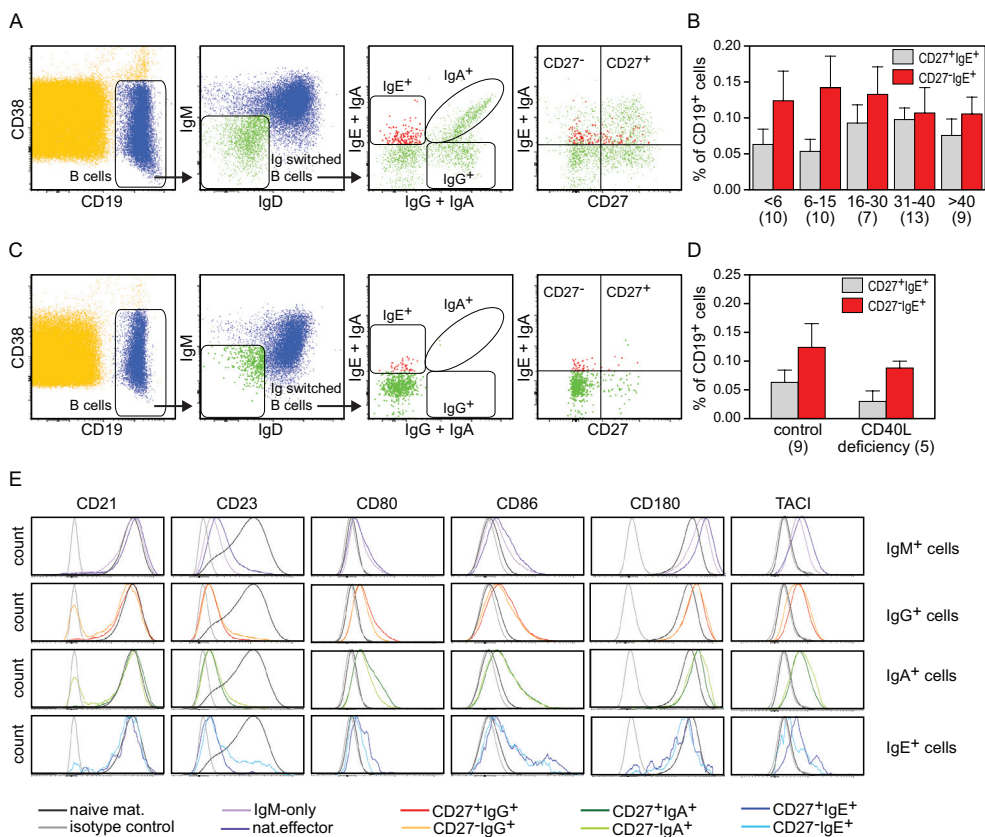 A
CD38
B cells
CD19
IgM
Ig switched
B cells
IgD
IgE + IgA
IgE⁺
IgA⁺
IgG⁺
IgG + IgA
IgE + IgA
CD27⁻
CD27⁺
CD27
B
% of CD19⁺ cells
0.20
0.15
0.10
0.05
0.00
CD27⁺IgE⁺
CD27⁻IgE⁺
<6 6-15 16-30 31-40 >40
(10) (10) (7) (13) (9)
C
CD38
B cells
CD19
IgM
Ig switched
B cells
IgD
IgE + IgA
IgE⁺
IgA⁺
IgG⁺
IgG + IgA
IgE + IgA
CD27⁻
CD27⁺
CD27
D
% of CD19⁺ cells
0.20
0.15
0.10
0.05
0.00
CD27⁺IgE⁺
CD27⁻IgE⁺
control
(9)
CD40L
deficiency (5)
E
CD21 CD23 CD80 CD86 CD180 TACI
count
IgM⁺ cells
count
IgG⁺ cells
count
IgA⁺ cells
count
IgE⁺ cells
naive mat.
isotype control
IgM-only
nat.effector
CD27⁺IgG⁺
CD27⁻IgG⁺
CD27⁺IgA⁺
CD27⁻IgA⁺
CD27⁺IgE⁺
CD27⁻IgE⁺